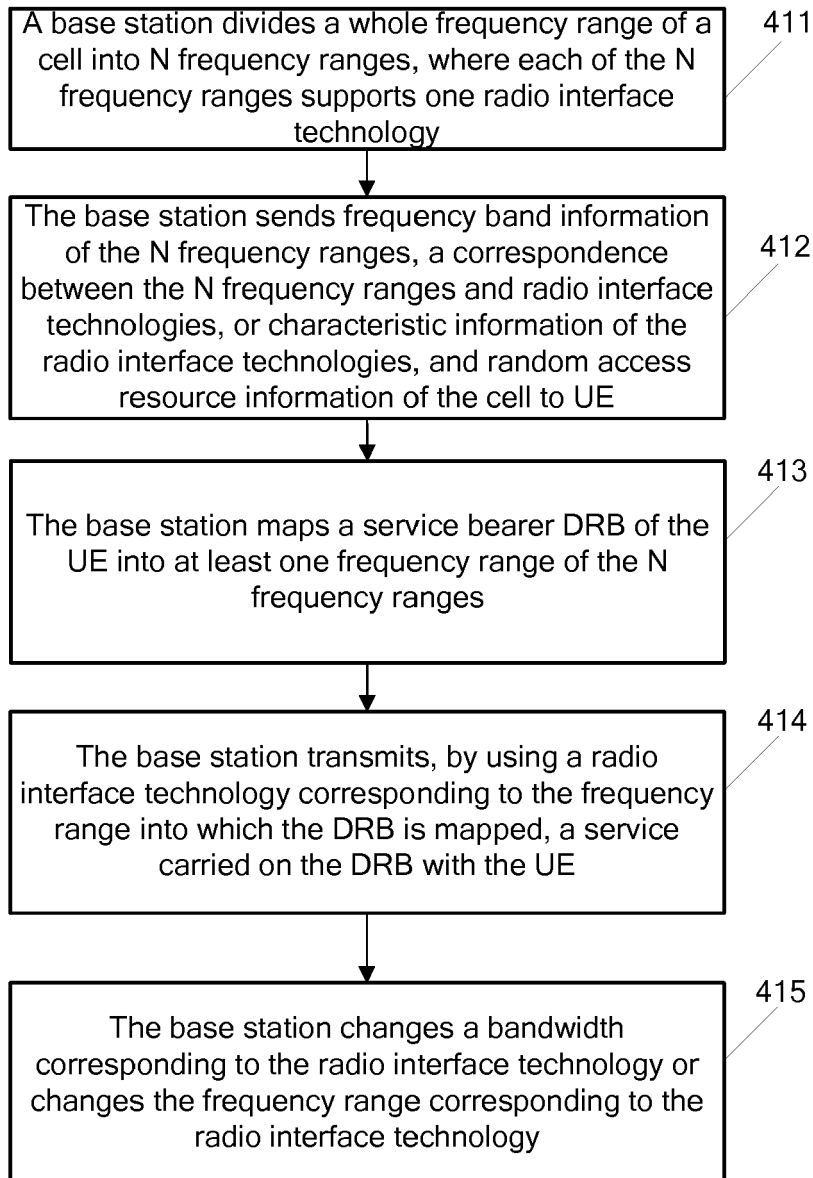 A base station divides a whole frequency range of a
cell into N frequency ranges, where each of the N
frequency ranges supports one radio interface
technology
411
The base station sends frequency band information
of the N frequency ranges, a correspondence
between the N frequency ranges and radio interface
technologies, or characteristic information of the
radio interface technologies, and random access
resource information of the cell to UE
412
The base station maps a service bearer DRB of the
UE into at least one frequency range of the N
frequency ranges
413
The base station transmits, by using a radio
interface technology corresponding to the frequency
range into which the DRB is mapped, a service
carried on the DRB with the UE
414
The base station changes a bandwidth
corresponding to the radio interface technology or
changes the frequency range corresponding to the
radio interface technology
415